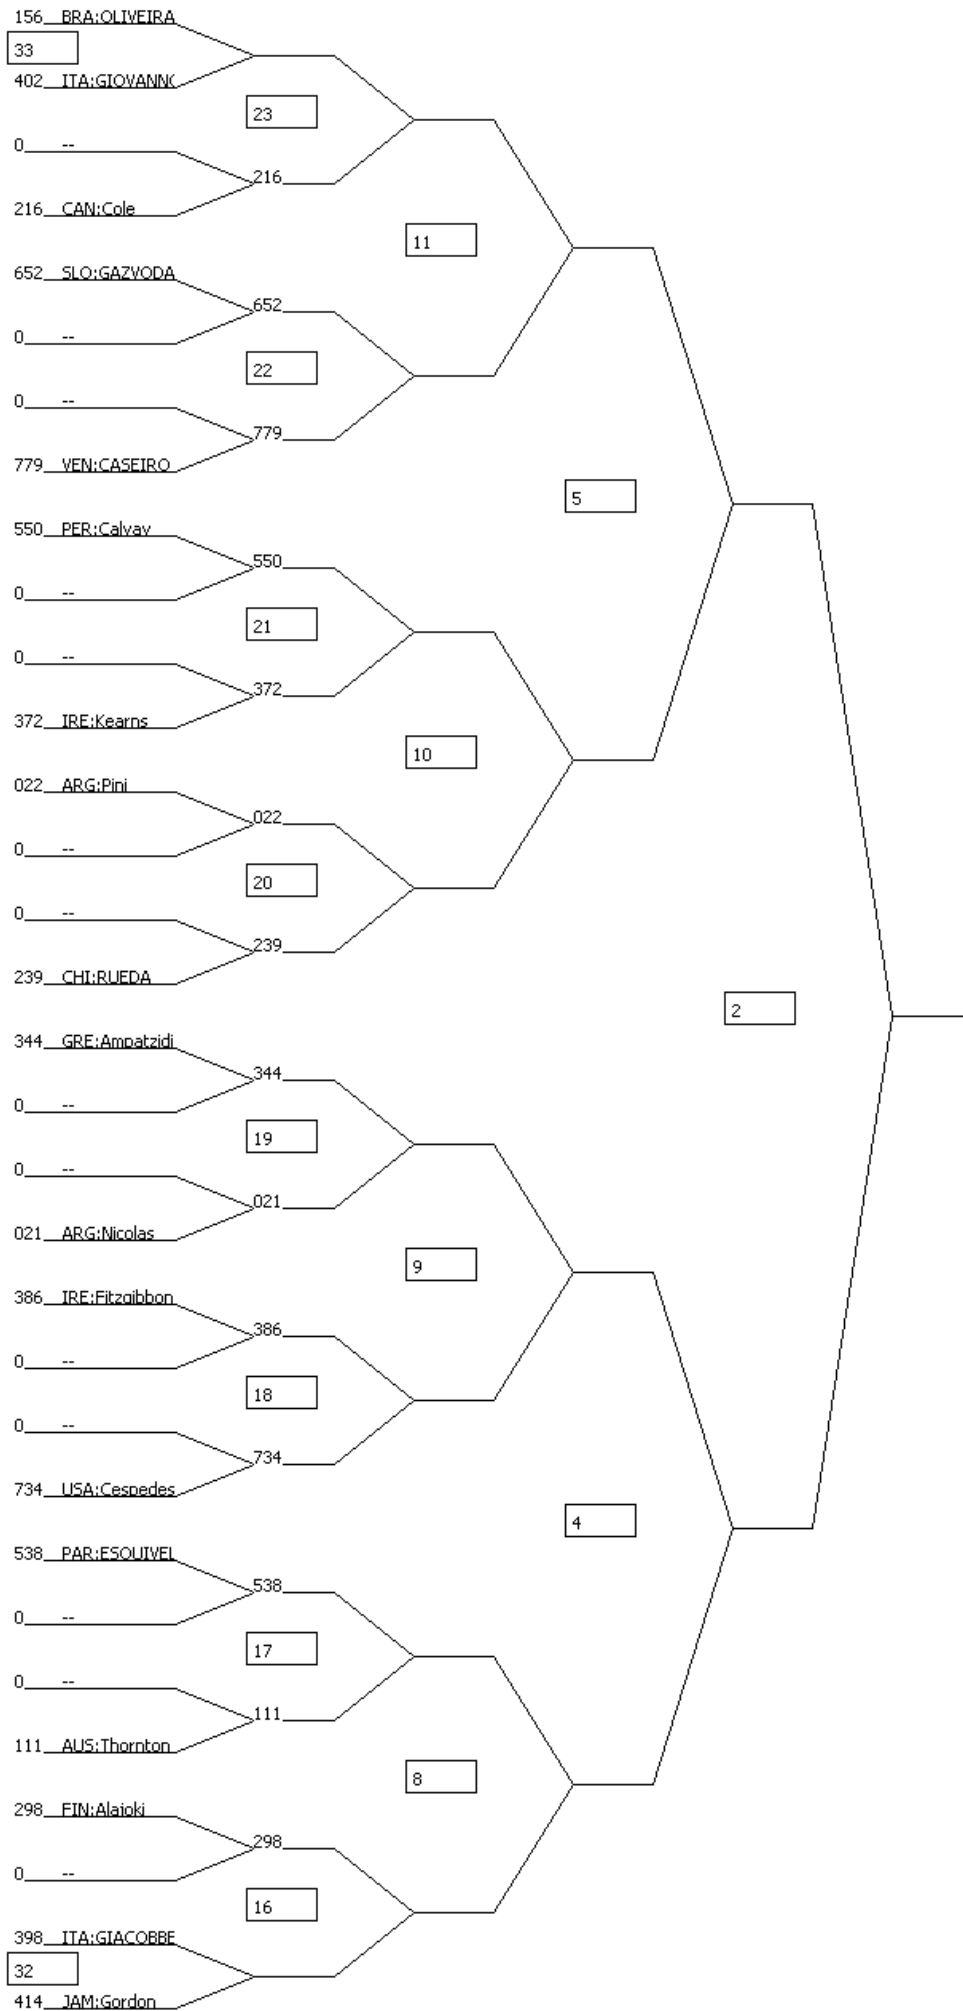 156 BRA:OLIVEIRA
33
402 ITA:GIOVANNC
23
0 --
216
216 CAN:Cole
11
652 SLO:GAZVODA
652
0 --
22
0 --
779
779 VEN:CASEIRO
5
550 PER:Calvay
550
0 --
21
0 --
372
372 IRE:Kearns
10
022 ARG:Pini
022
0 --
20
0 --
239
239 CHI:RUEDA
2
344 GRE:Ampatzidi
344
0 --
19
0 --
021
021 ARG:Nicolas
9
386 IRE:Fitzgibbon
386
0 --
18
0 --
734
734 USA:Cespedes
4
538 PAR:ESQUIVEL
538
0 --
17
0 --
111
111 AUS:Thornton
8
298 FIN:Alajoki
298
0 --
16
398 ITA:GIACOBBE
32
414 JAM:Gordon